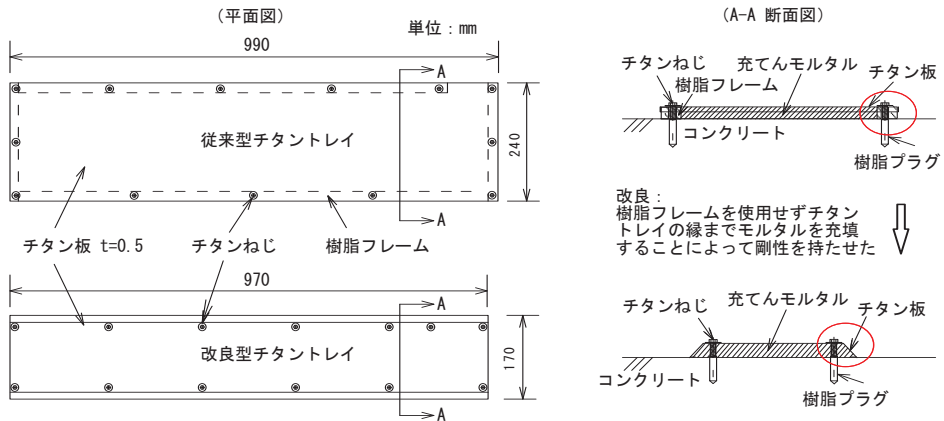 (平面図)
単位:mm
990
A
従来型チタントレイ
240
A
チタン板 t=0.5
チタンねじ
樹脂フレーム
970
A
改良型チタントレイ
170
A
(A-A 断面図)
チタンねじ
充てんモルタル
樹脂フレーム
チタン板
コンクリート
樹脂プラグ
改良:
樹脂フレームを使用せずチタン
トレイの縁までモルタルを充填
することによって剛性を持たせた
チタンねじ
充てんモルタル
チタン板
コンクリート
樹脂プラグ